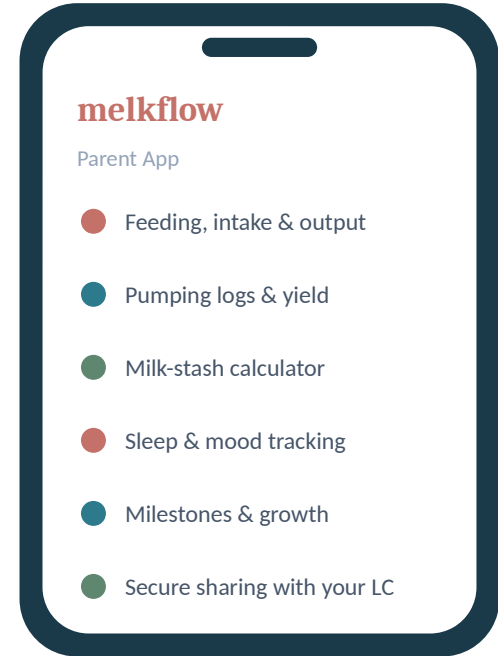 melkflow
Parent App
Feeding, intake & output
Pumping logs & yield
Milk-stash calculator
Sleep & mood tracking
Milestones & growth
Secure sharing with your LC